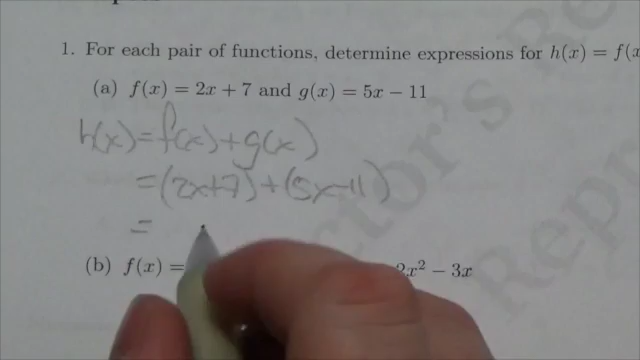 1. For each pair of functions, determine expressions for h(x) = f(x
(a) f(x) = 2x + 7 and g(x) = 5x − 11
h(x) = f(x) + g(x)
= (2x+7) + (5x-11)
=
(b) f(x) = 2x² − 3x